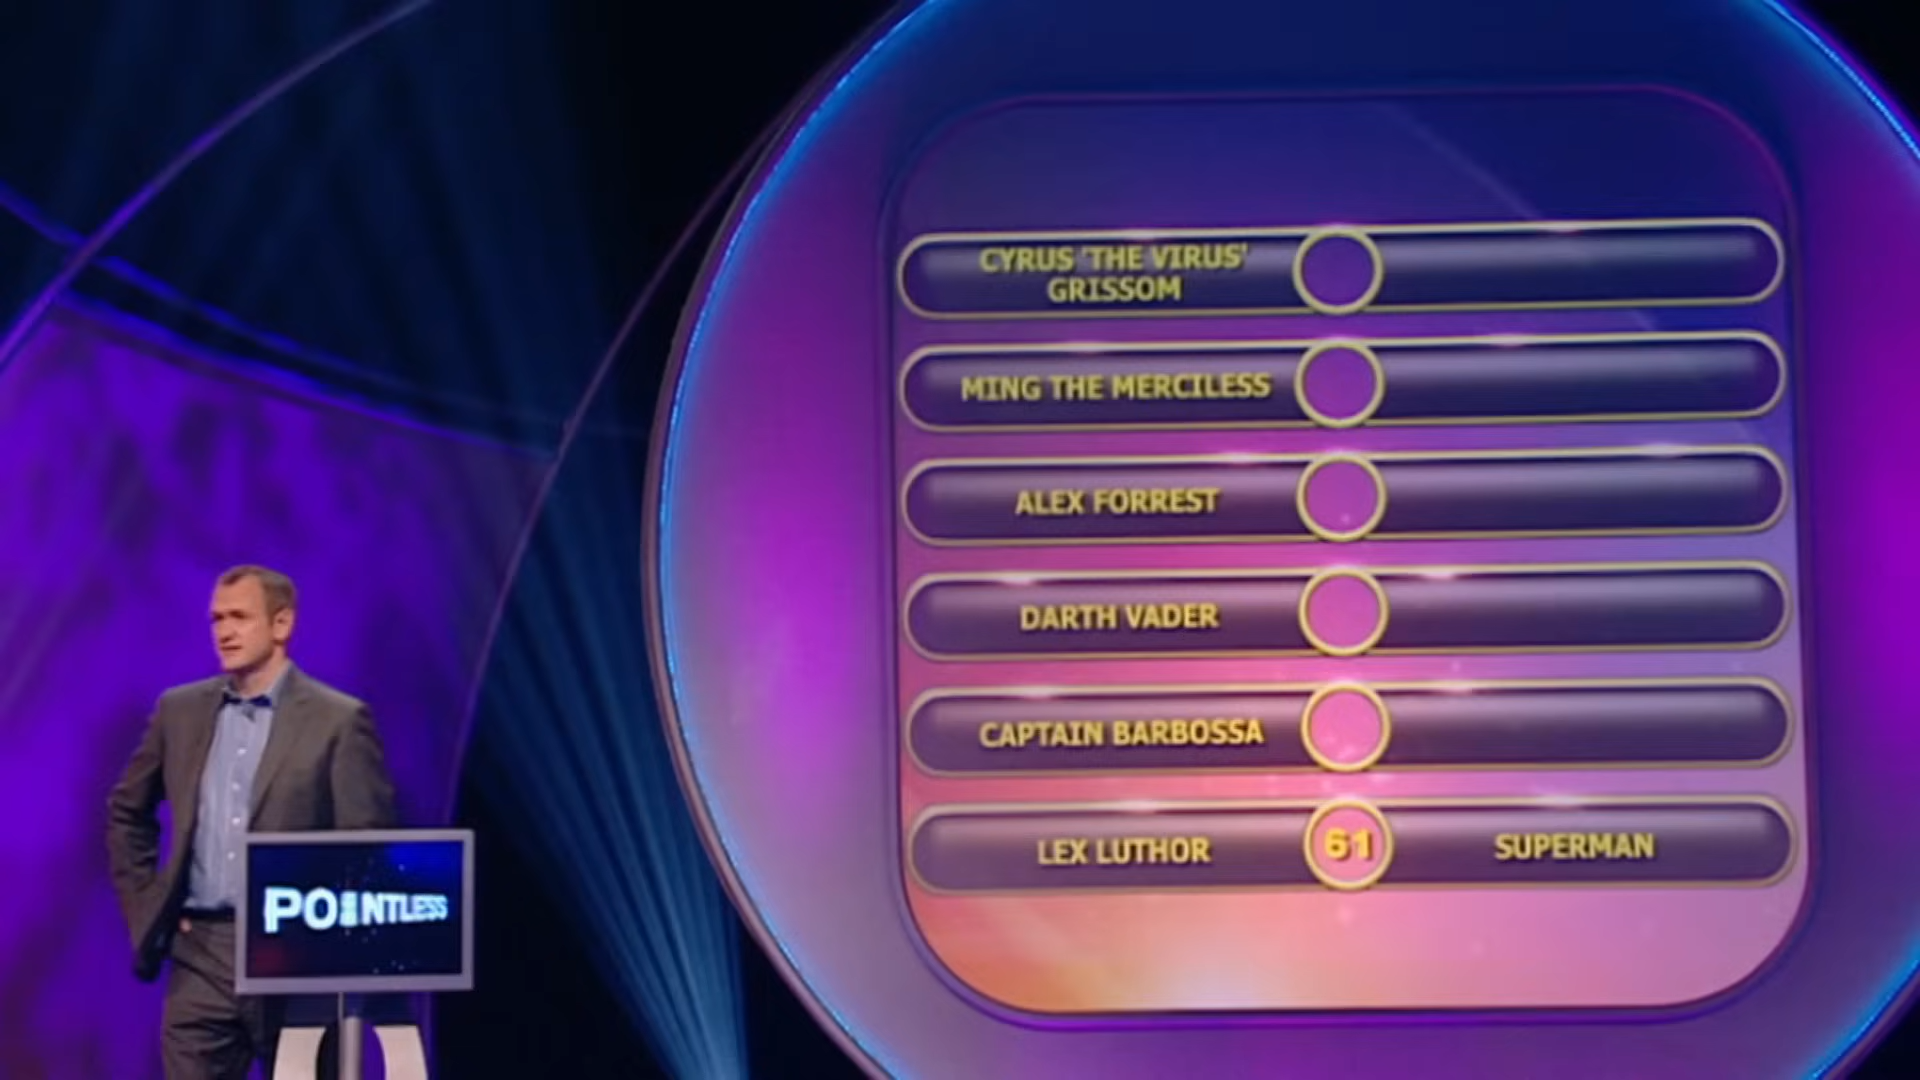 CYRUS 'THE VIRUS'
GRISSOM
MING THE MERCILESS
ALEX FORREST
DARTH VADER
CAPTAIN BARBOSSA
LEX LUTHOR 61 SUPERMAN
POINTLESS